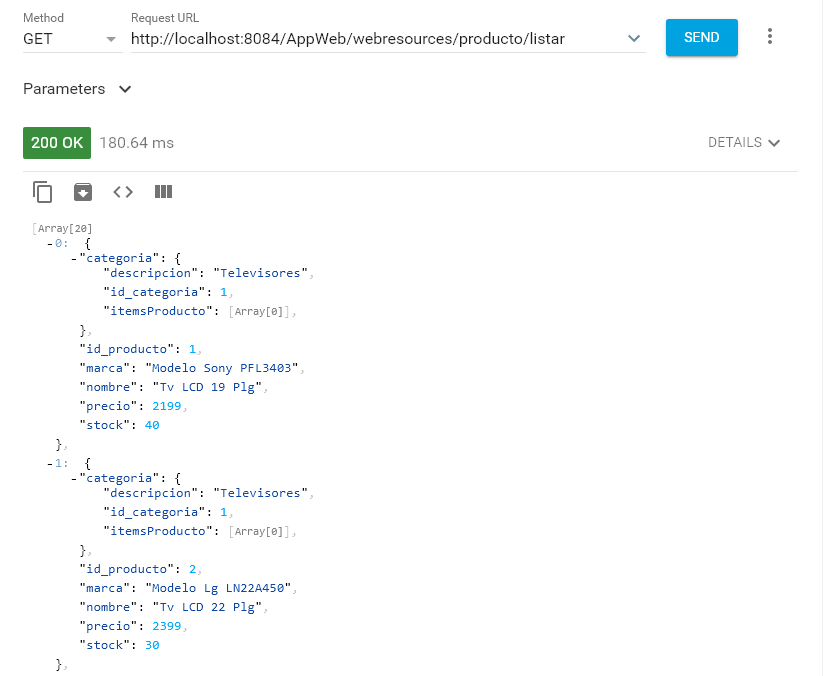 Method
Request URL
GET
http://localhost:8084/AppWeb/webresources/producto/listar
SEND
Parameters
200 OK
180.64 ms
DETAILS
[Array[20]
-0: {
-"categoria": {
"descripcion": "Televisores",
"id_categoria": 1,
"itemsProducto": [Array[0]],
},
"id_producto": 1,
"marca": "Modelo Sony PFL3403",
"nombre": "Tv LCD 19 Plg",
"precio": 2199,
"stock": 40
},
-1: {
-"categoria": {
"descripcion": "Televisores",
"id_categoria": 1,
"itemsProducto": [Array[0]],
},
"id_producto": 2,
"marca": "Modelo Lg LN22A450",
"nombre": "Tv LCD 22 Plg",
"precio": 2399,
"stock": 30
},